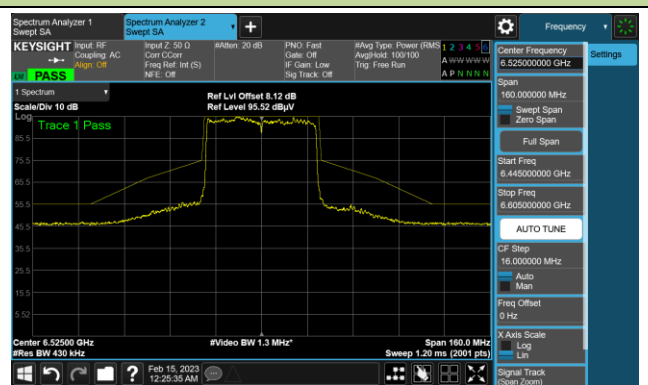 Spectrum Analyzer 1
Swept SA
Spectrum Analyzer 2
Swept SA
Frequency
KEYSIGHT
Input: RF
Coupling: AC
Align: Off
Input Z: 50 Ω
Corr CCorr
Freq Ref: Int (S)
NFE: Off
#Atten: 20 dB
PNO: Fast
Gate: Off
IF Gain: Low
Sig Track: Off
#Avg Type: Power (RMS
Avg|Hold: 100/100
Trig: Free Run
1 2 3 4 5 6
A W W W W W
A P N N N N
LV PASS
1 Spectrum
Scale/Div 10 dB
Ref Lvl Offset 8.12 dB
Ref Level 95.52 dBµV
Log
Trace 1 Pass
85.5
75.5
65.5
55.5
45.5
35.5
25.5
15.5
5.52
Center 6.52500 GHz
#Res BW 430 kHz
#Video BW 1.3 MHz*
Span 160.0 MHz
Sweep 1.20 ms (2001 pts)
Center Frequency
6.525000000 GHz
Settings
Span
160.000000 MHz
Swept Span
Zero Span
Full Span
Start Freq
6.445000000 GHz
Stop Freq
6.605000000 GHz
AUTO TUNE
CF Step
16.000000 MHz
Auto
Man
Freq Offset
0 Hz
X Axis Scale
Log
Lin
Signal Track
(Span Zoom)
Feb 15, 2023
12:25:35 AM